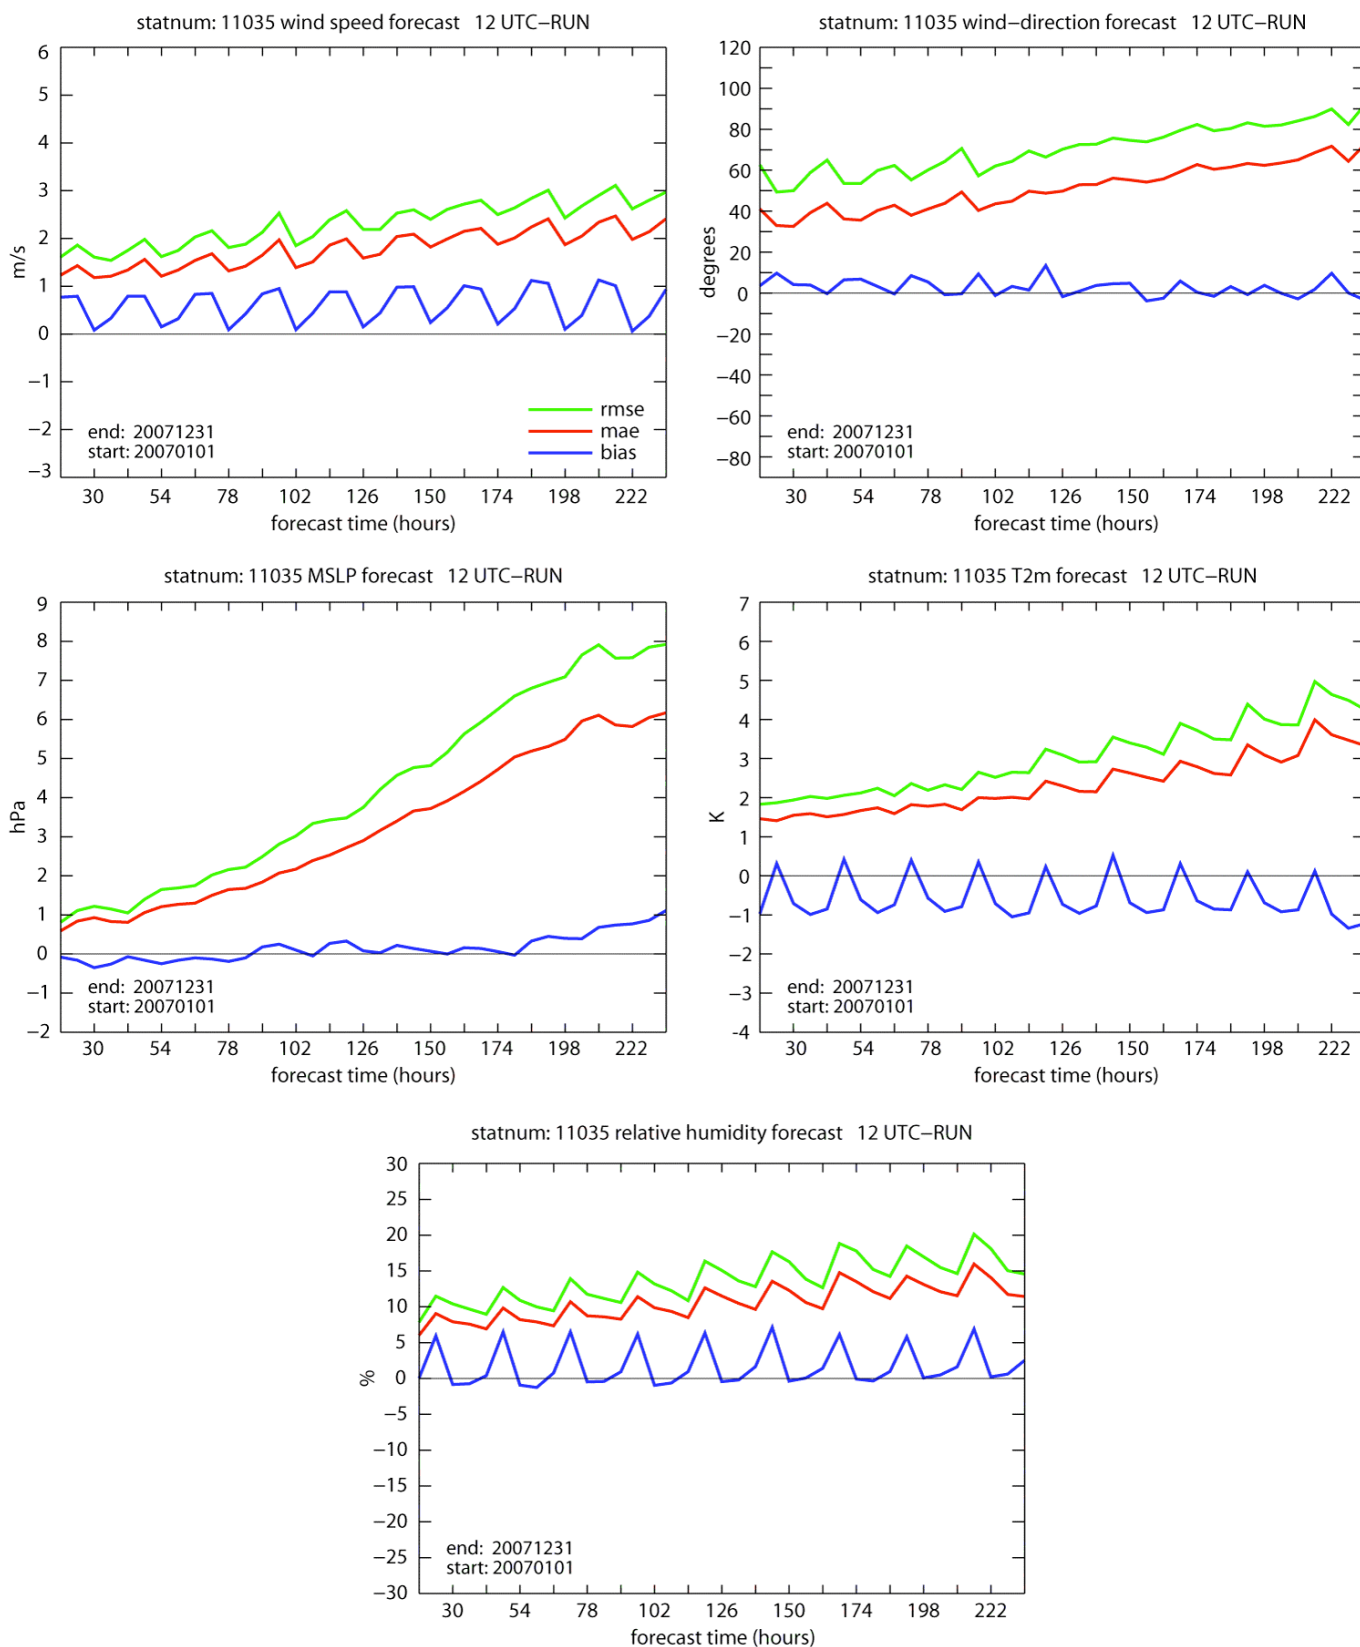 statnum: 11035 wind speed forecast 12 UTC−RUN
6
5
4
3
2
1
0
−1
−2
−3
m/s
rmse
mae
bias
end: 20071231
start: 20070101
30 54 78 102 126 150 174 198 222
forecast time (hours)
statnum: 11035 wind−direction forecast 12 UTC−RUN
120
100
80
60
40
20
0
−20
−40
−60
−80
degrees
end: 20071231
start: 20070101
30 54 78 102 126 150 174 198 222
forecast time (hours)
statnum: 11035 MSLP forecast 12 UTC−RUN
9
8
7
6
5
4
3
2
1
0
−1
−2
hPa
end: 20071231
start: 20070101
30 54 78 102 126 150 174 198 222
forecast time (hours)
statnum: 11035 T2m forecast 12 UTC−RUN
7
6
5
4
3
2
1
0
−1
−2
−3
-4
K
end: 20071231
start: 20070101
30 54 78 102 126 150 174 198 222
forecast time (hours)
statnum: 11035 relative humidity forecast 12 UTC−RUN
30
25
20
15
10
5
0
−5
−10
−15
−20
−25
−30
%
end: 20071231
start: 20070101
30 54 78 102 126 150 174 198 222
forecast time (hours)